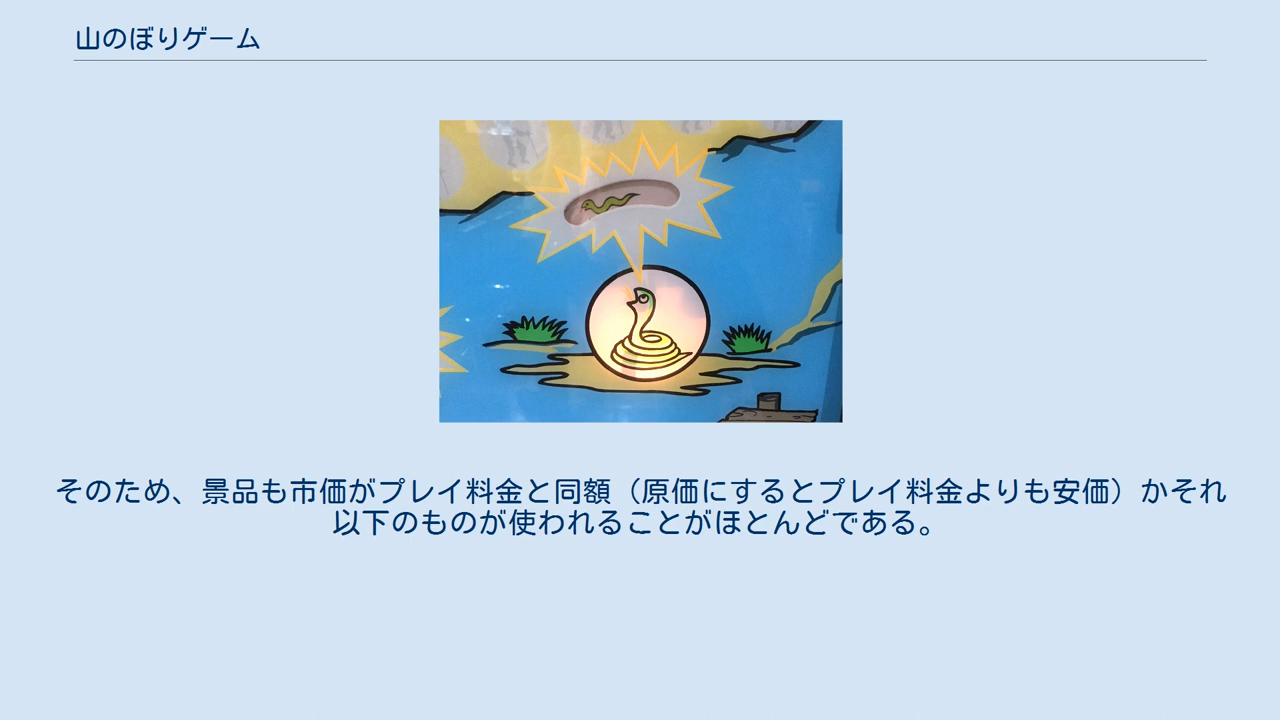 山のぼりゲーム
そのため、景品も市価がプレイ料金と同額（原価にするとプレイ料金よりも安価）かそれ
以下のものが使われることがほとんどである。